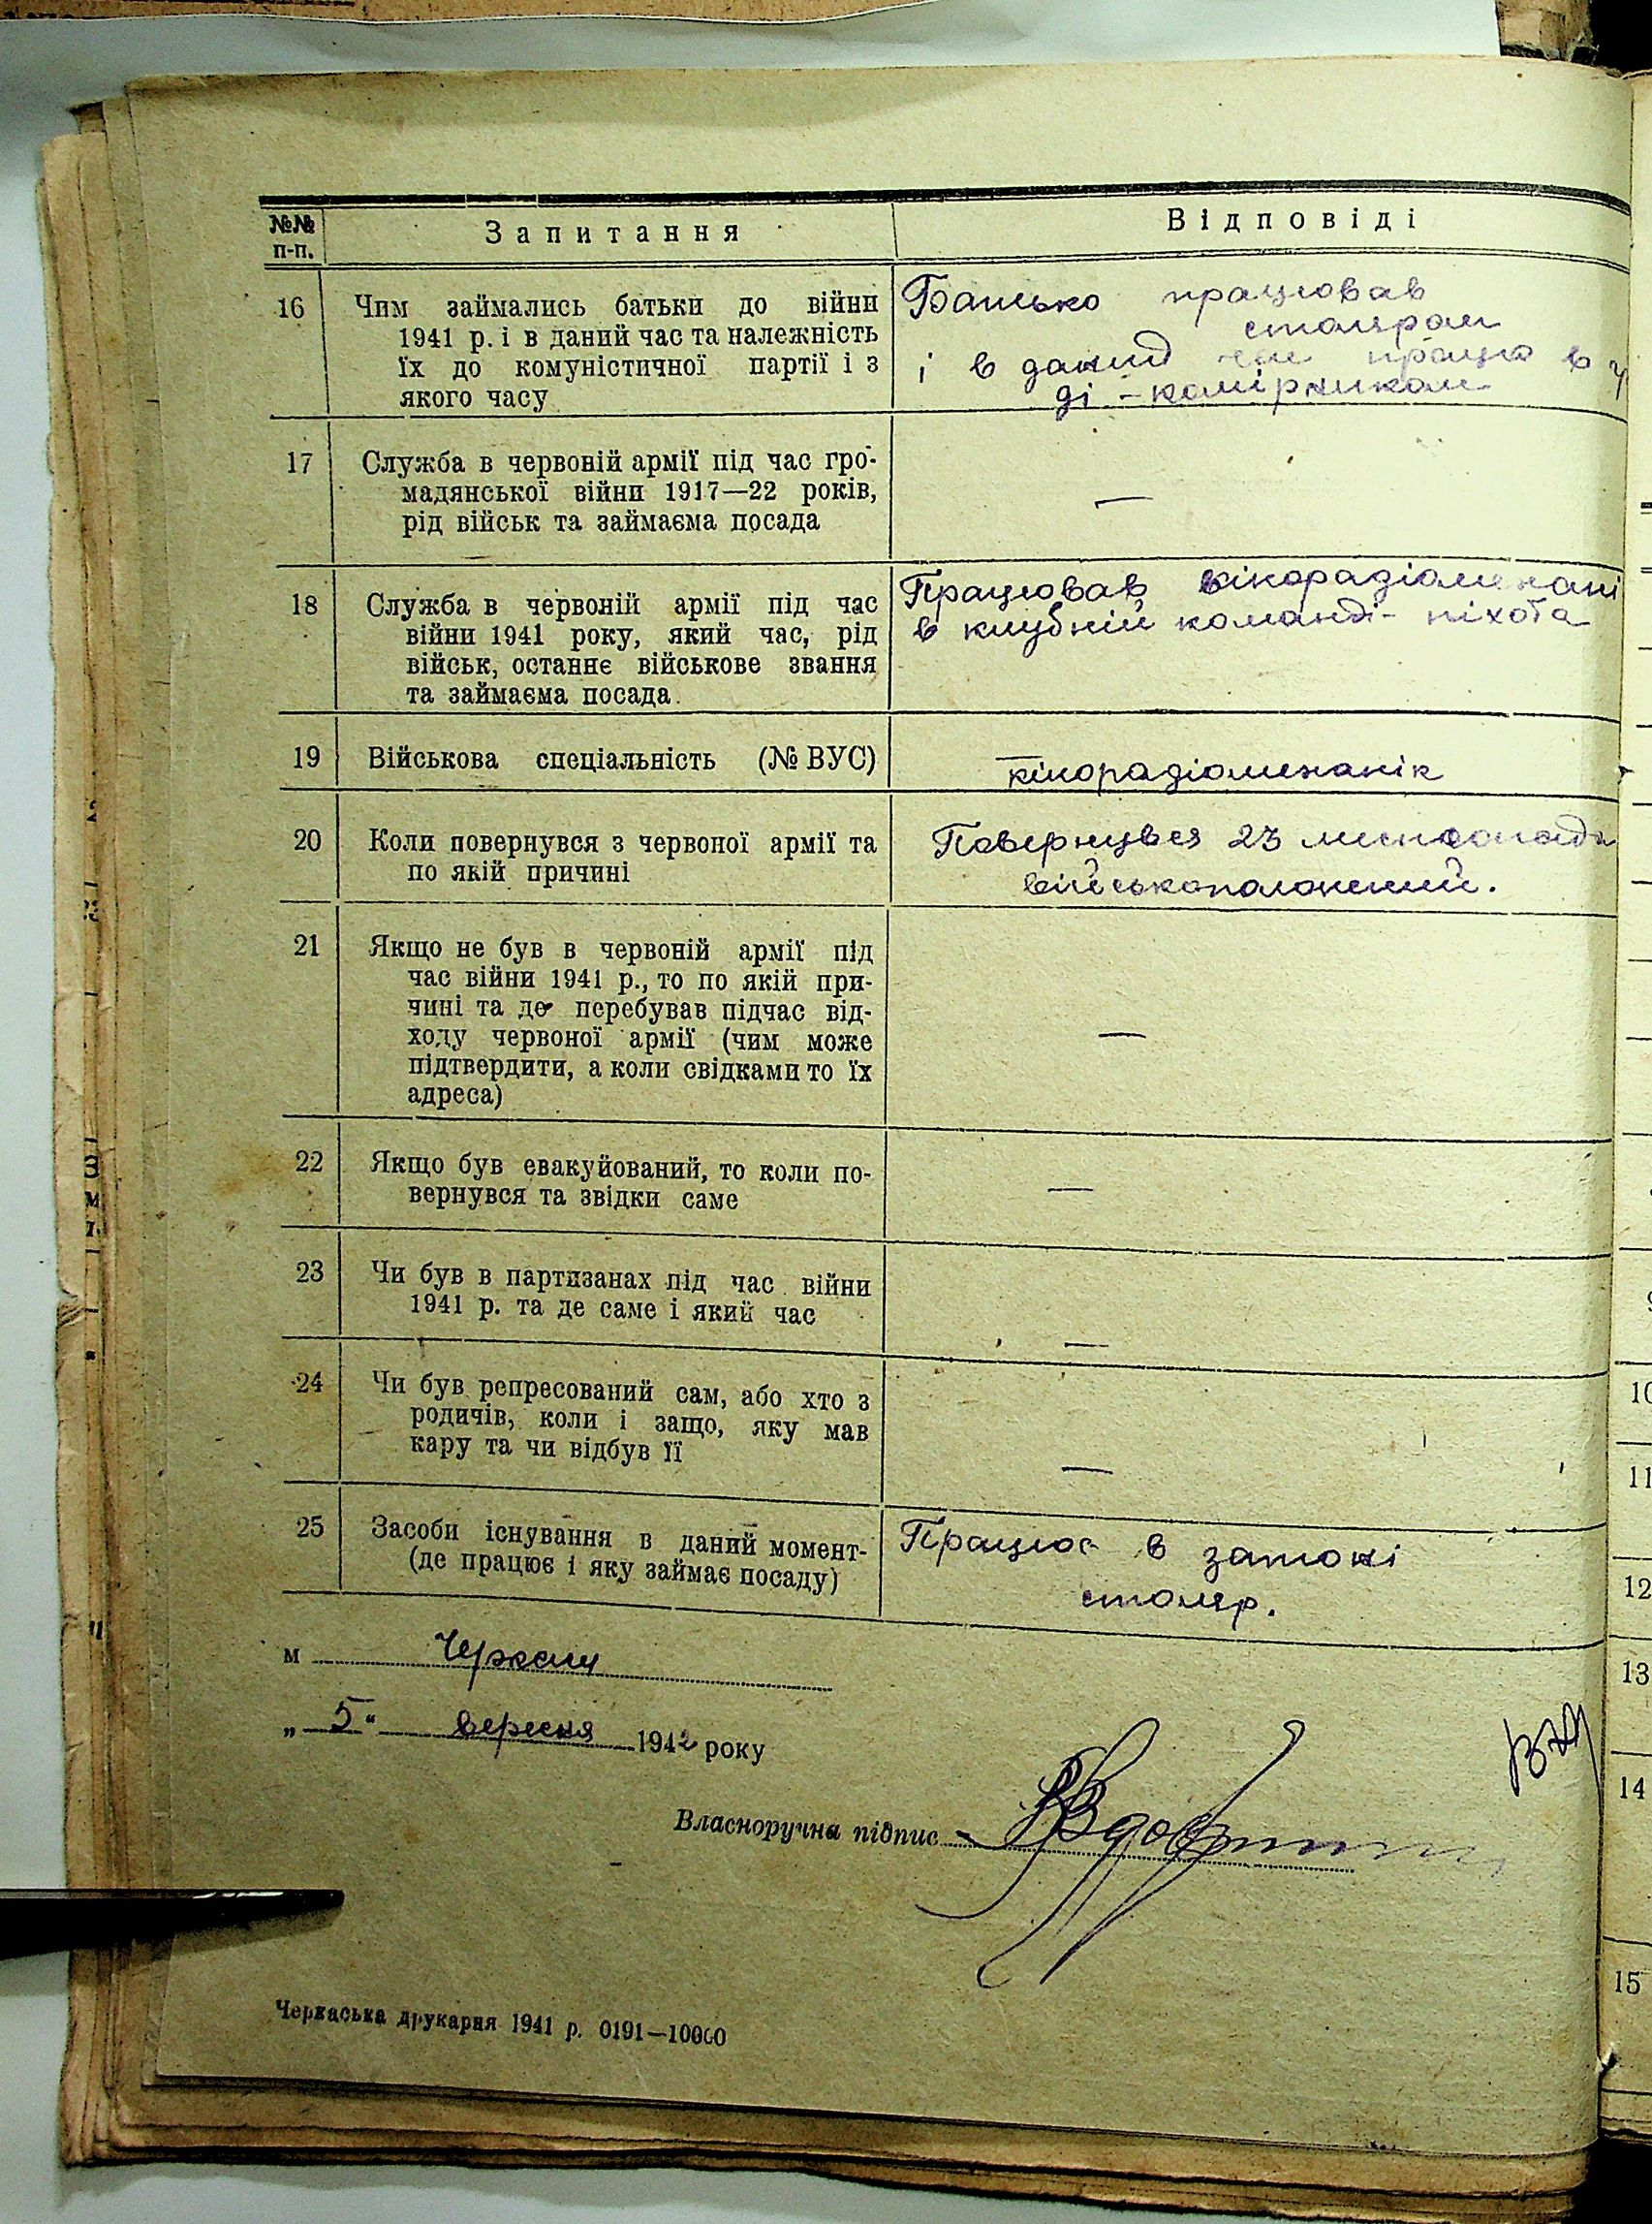 №№ п-п.
Запитання
Відповіді
16
Чим займались батьки до війни
1941 р. і в даний час та належність
їх до комуністичної партії і з
якого часу
Батько працював
столяром
і в даний час працює в
ді - комірником
17
Служба в червоній армії під час гро-
мадянської війни 1917—22 років,
рід військ та займаєма посада
—
18
Служба в червоній армії під час
війни 1941 року, який час, рід
військ, останнє військове звання
та займаєма посада.
Працював кінорадіомехані
в клубній команді - піхота
19
Військова спеціальність (№ ВУС)
кінорадіомеханік
20
Коли повернувся з червоної армії та
по якій причині
Повернувся 23 листопада
військополонений.
21
Якщо не був в червоній армії під
час війни 1941 р., то по якій при-
чині та де перебував підчас від-
ходу червоної армії (чим може
підтвердити, а коли свідками то їх
адреса)
—
22
Якщо був евакуйований, то коли по-
вернувся та звідки саме
—
23
Чи був в партизанах під час війни
1941 р. та де саме і який час
—
24
Чи був репресований сам, або хто з
родичів, коли і защо, яку мав
кару та чи відбув її
—
25
Засоби існування в даний момент-
(де працює і яку займає посаду)
Працює в затоні
столяр.
м Черкаси
„ 5 “ вересня 1942 року
Власноручна підпис
Черкаська друкарня 1941 р. 0191—10000
10
11
12
13
14
15